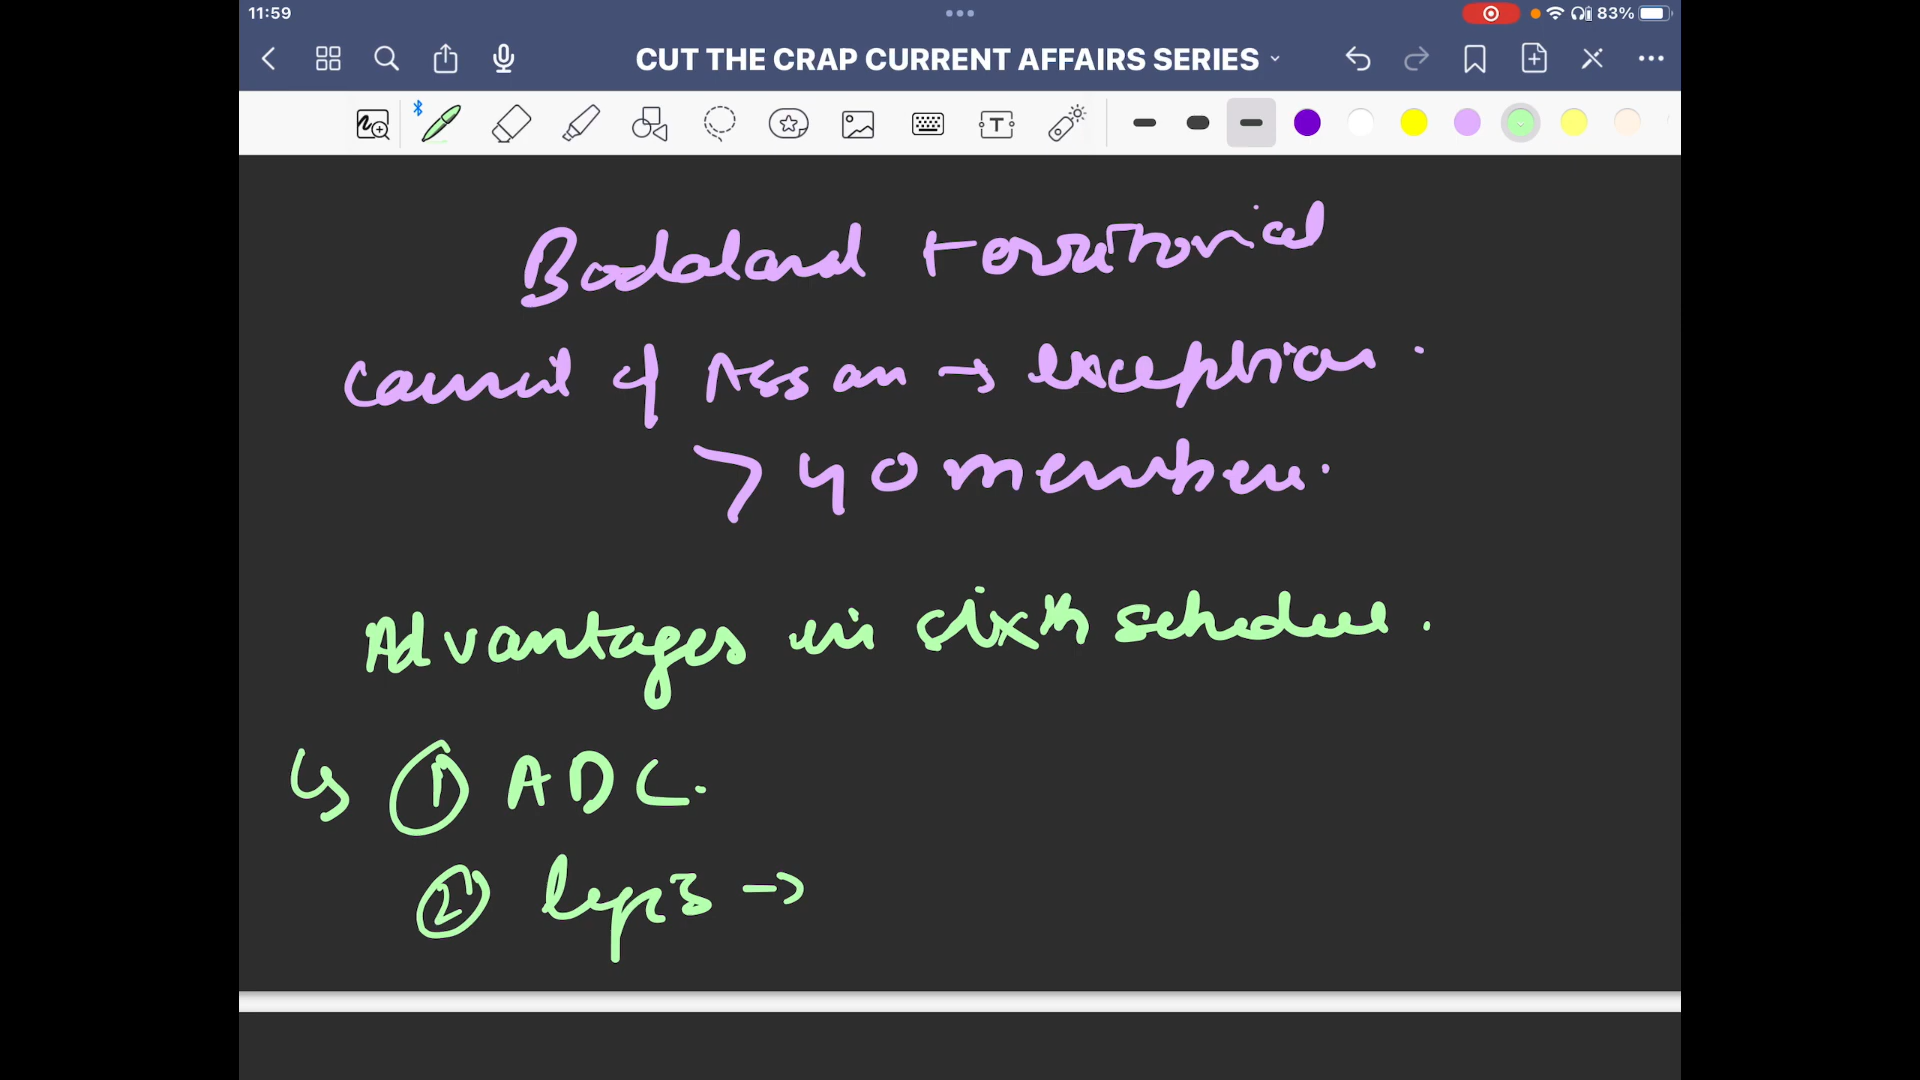 11:59
83%
CUT THE CRAP CURRENT AFFAIRS SERIES
T
Bodoland territorial
council of Assam → exception.
> 40 members.
Advantages in sixth schedule.
↳ ① ADC.
② legis →